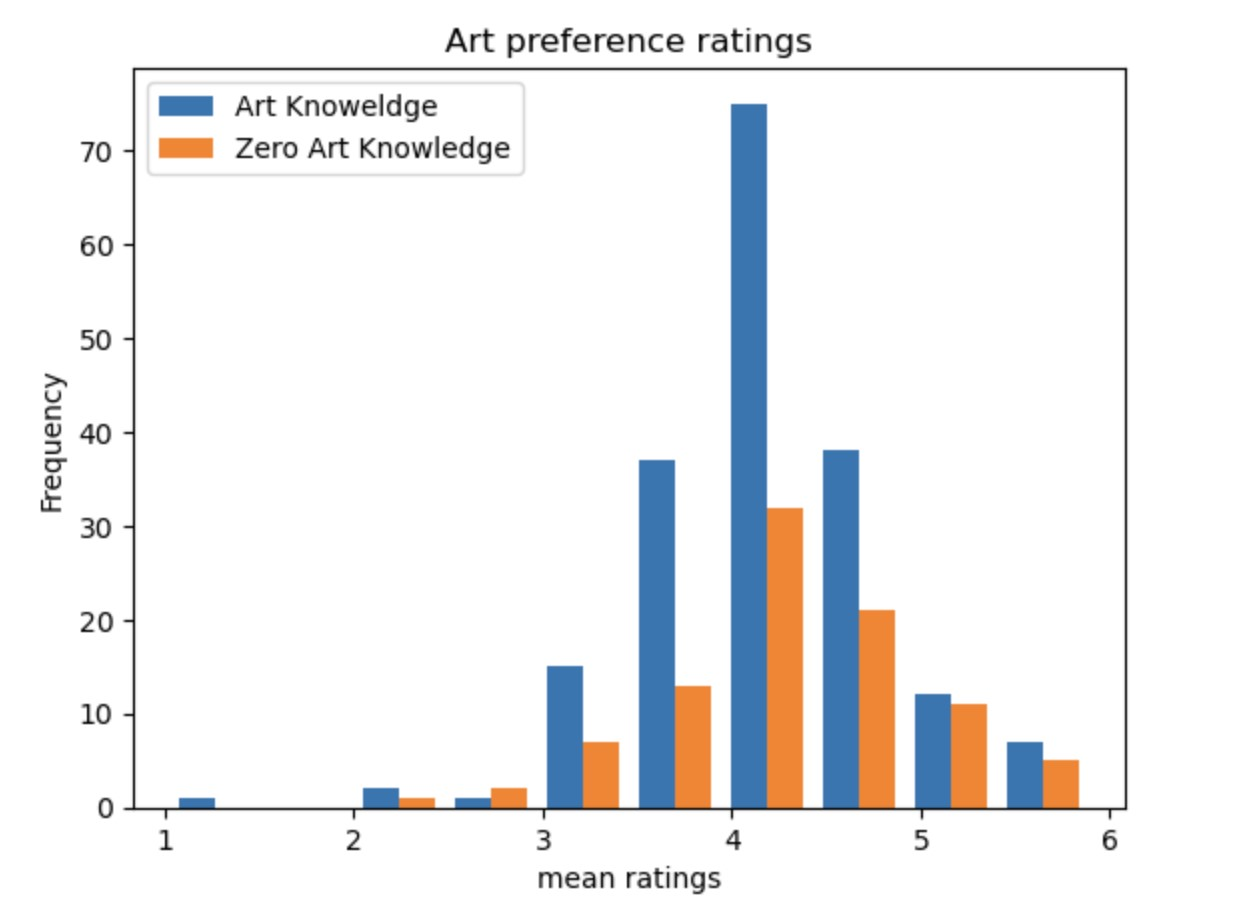 Art preference ratings
Art Knoweldge
Zero Art Knowledge
70
60
50
40
30
20
10
0
Frequency
1 2 3 4 5 6
mean ratings